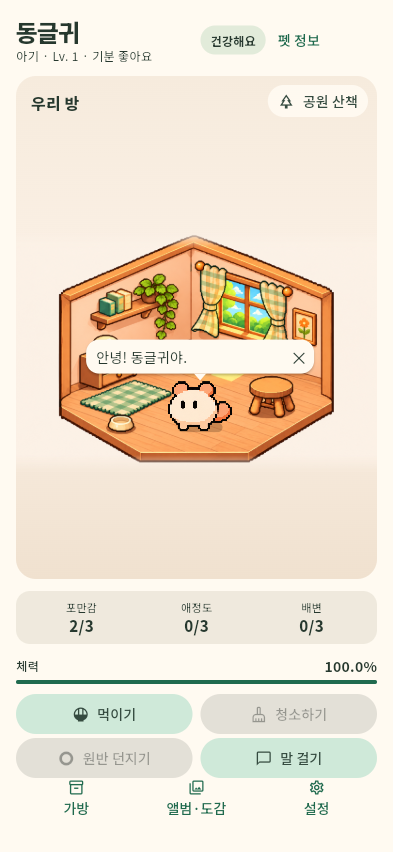 동글귀
아기 · Lv. 1 · 기분 좋아요
건강해요
펫 정보
우리 방
공원 산책
안녕! 동글귀야.
포만감
애정도
배변
2/3
0/3
0/3
체력
100.0%
먹이기
청소하기
원반 던지기
말 걸기
가방
앨범·도감
설정